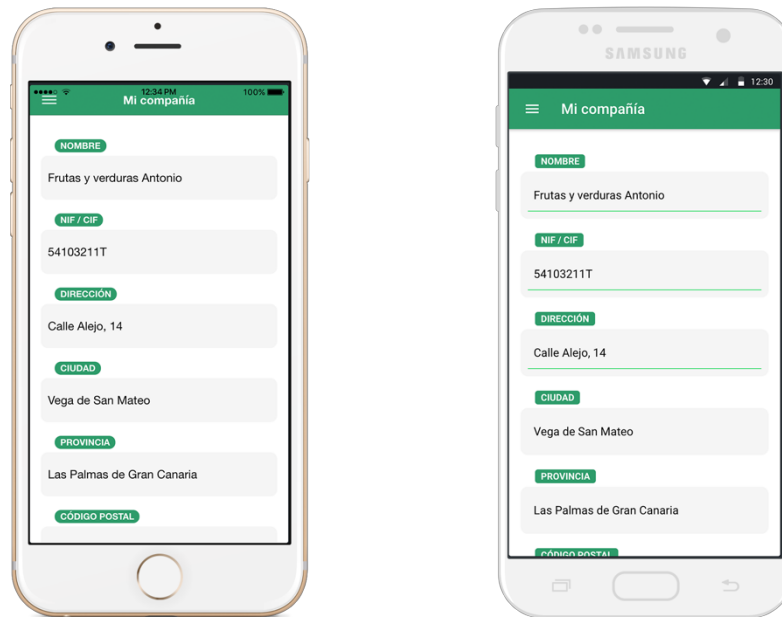 12:34 PM
100%
Mi compañía
NOMBRE
Frutas y verduras Antonio
NIF / CIF
54103211T
DIRECCIÓN
Calle Alejo, 14
CIUDAD
Vega de San Mateo
PROVINCIA
Las Palmas de Gran Canaria
CÓDIGO POSTAL
SAMSUNG
12:30
Mi compañía
NOMBRE
Frutas y verduras Antonio
NIF / CIF
54103211T
DIRECCIÓN
Calle Alejo, 14
CIUDAD
Vega de San Mateo
PROVINCIA
Las Palmas de Gran Canaria
CÓDIGO POSTAL